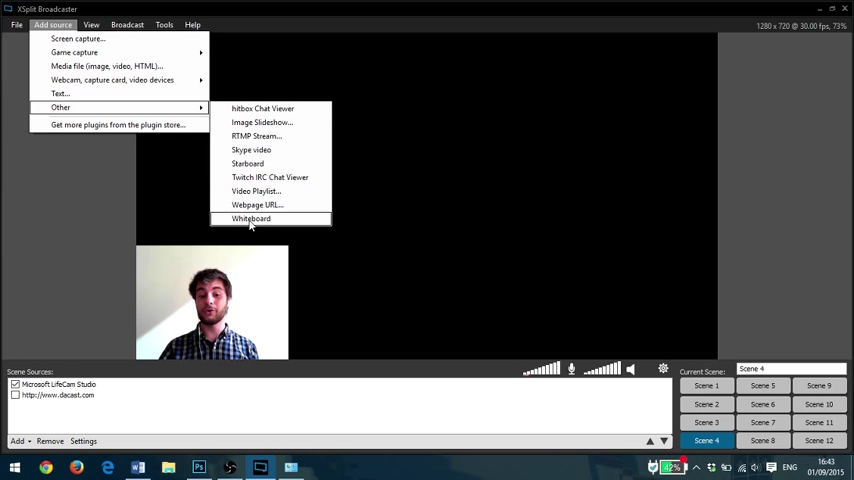 XSplit Broadcaster
File Add source View Broadcast Tools Help
1280 x 720 @ 30.00 fps, 73%
Screen capture...
Game capture
Media file (image, video, HTML)...
Webcam, capture card, video devices
Text...
Other
Get more plugins from the plugin store...
hitbox Chat Viewer
Image Slideshow...
RTMP Stream...
Skype video
Starboard
Twitch IRC Chat Viewer
Video Playlist...
Webpage URL...
Whiteboard
Scene Sources:
Microsoft LifeCam Studio
http://www.dacast.com
Add Remove Settings
Current Scene: Scene 4
Scene 1 Scene 5 Scene 9
Scene 2 Scene 6 Scene 10
Scene 3 Scene 7 Scene 11
Scene 4 Scene 8 Scene 12
42% ENG
16:43
01/09/2015